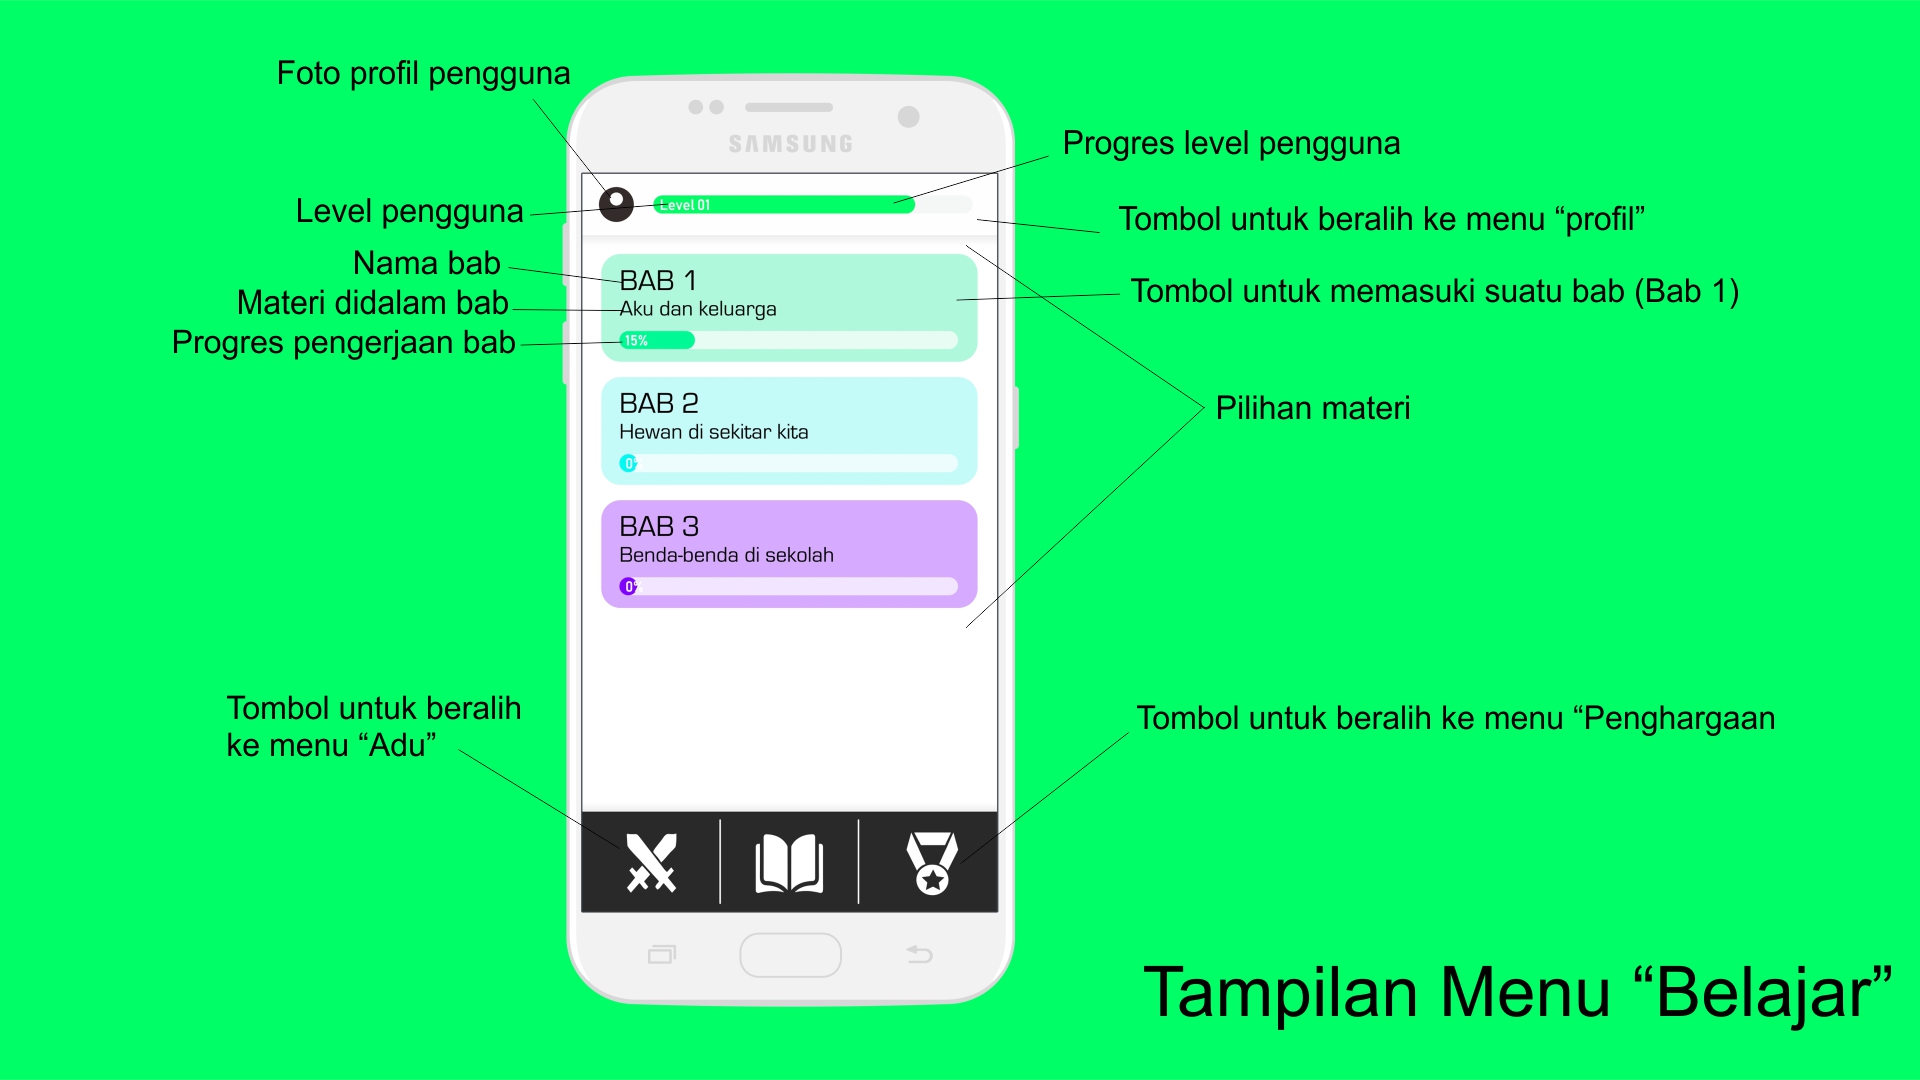 Foto profil pengguna
SAMSUNG
Progres level pengguna
Level pengguna
Level 01
Tombol untuk beralih ke menu “profil”
Nama bab
Materi didalam bab
Progres pengerjaan bab
BAB 1
Aku dan keluarga
15%
Tombol untuk memasuki suatu bab (Bab 1)
Pilihan materi
BAB 2
Hewan di sekitar kita
0%
BAB 3
Benda-benda di sekolah
0%
Tombol untuk beralih
ke menu “Adu”
Tombol untuk beralih ke menu “Penghargaan
Tampilan Menu “Belajar”